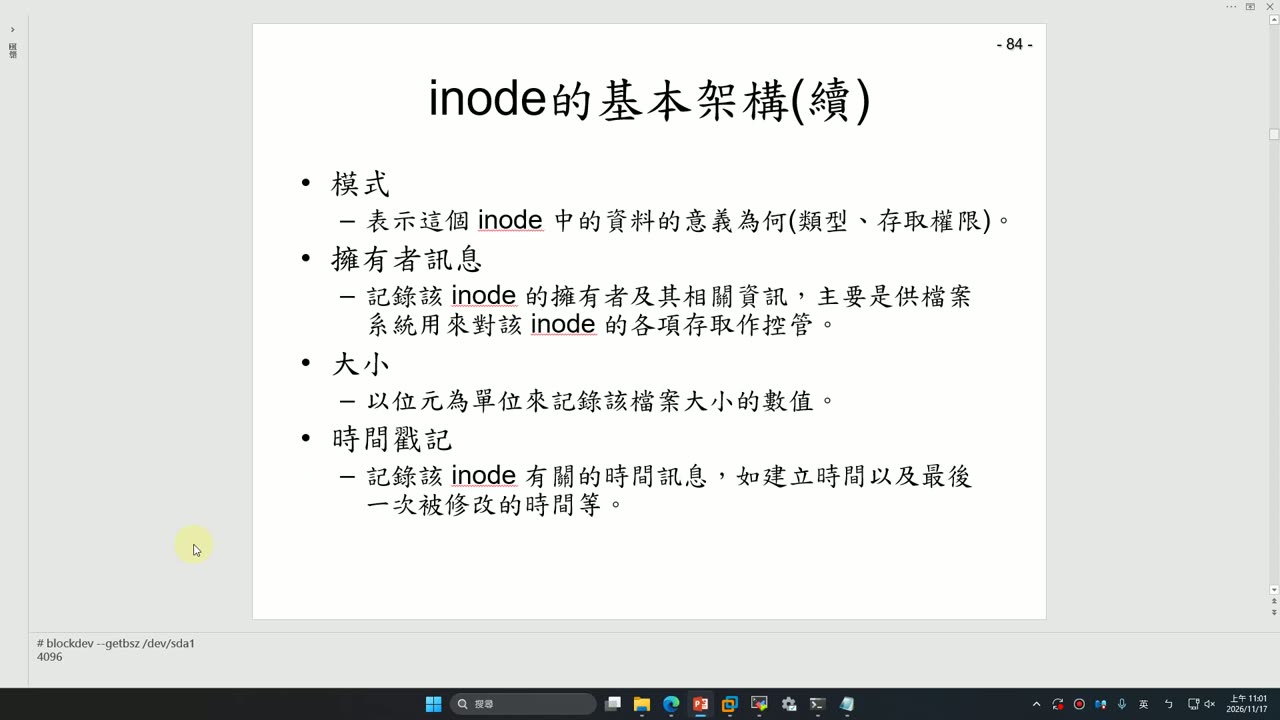 - 84 -
inode的基本架構(續)
• 模式
– 表示這個 inode 中的資料的意義為何(類型、存取權限)。
• 擁有者訊息
– 記錄該 inode 的擁有者及其相關資訊，主要是供檔案
系統用來對該 inode 的各項存取作控管。
• 大小
– 以位元為單位來記錄該檔案大小的數值。
• 時間戳記
– 記錄該 inode 有關的時間訊息，如建立時間以及最後
一次被修改的時間等。
# blockdev --getbsz /dev/sda1
4096
搜尋
英
ㄅ
上午 11:01
2026/11/17